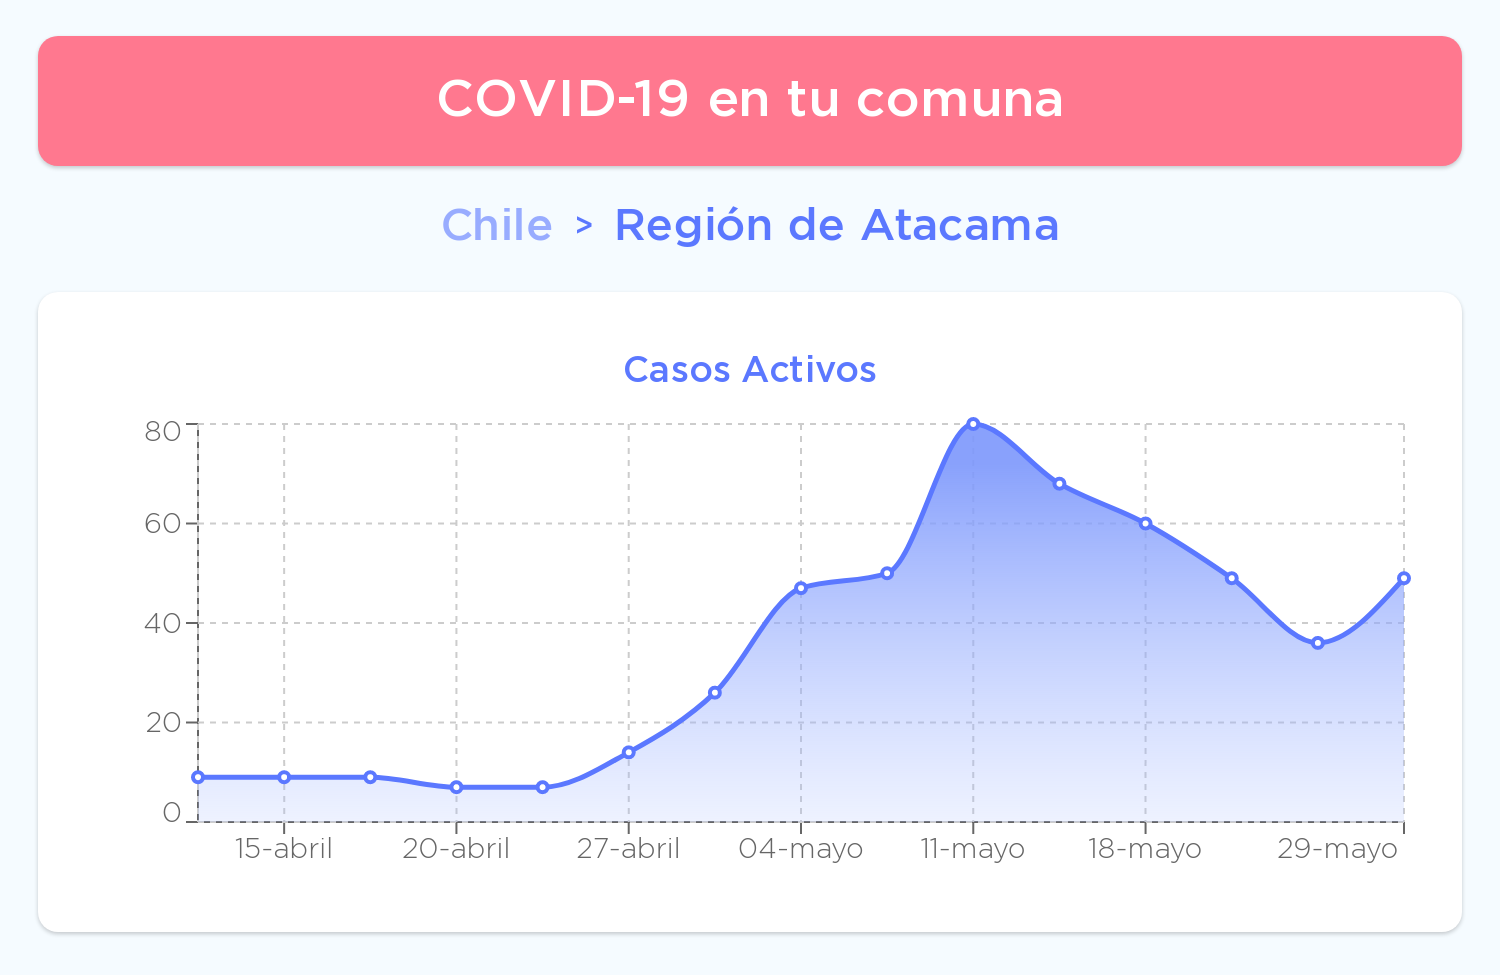 COVID-19 en tu comuna
Chile > Región de Atacama
Casos Activos
80
60
40
20
0
15-abril 20-abril 27-abril 04-mayo 11-mayo 18-mayo 29-mayo